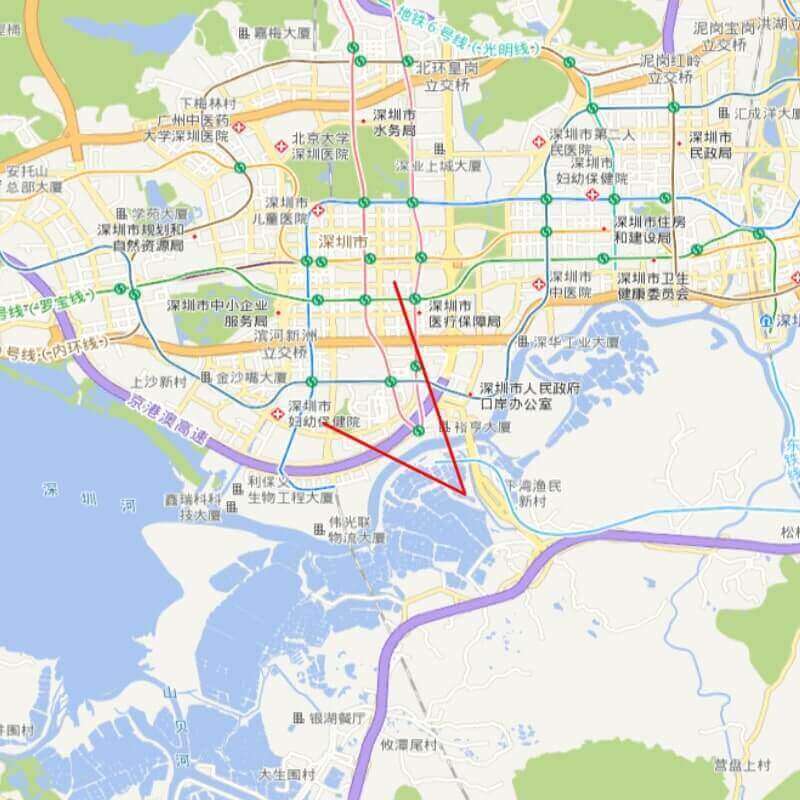 地铁6号线(-光明线)
泥岗宝岗
立交桥
洪湖立
嘉梅大厦
北环皇岗
立交桥
泥岗红岭
立交桥
下梅林村
广州中医药
大学深圳医院
深圳市
水务局
汇成洋大厦
北京大学
深圳医院
深圳市第二人
民医院
深圳市
民政局
安托山
总部大厦
深业上城大厦
深圳市
妇幼保健院
学苑大厦
深圳市
儿童医院
深圳市规划和
自然资源局
深圳市
深圳市住房
和建设局
深圳市卫生
健康委员会
深圳市
中医院
号线(-罗宝线)
深圳市中小企业
服务局
深圳市
医疗保障局
深圳
滨河新洲
立交桥
深华工业大厦
号线(-内环线)
上沙新村
金沙嘴大厦
深圳市人民政府
口岸办公室
京港澳高速
深圳市
妇幼保健院
裕亨大厦
东铁线
深圳河
利保义
生物工程大厦
下湾渔民
新村
鑫瑞科科
技大厦
伟光联
物流大厦
山贝河
银湖餐厅
攸潭尾村
井围村
大生围村
营盘上村